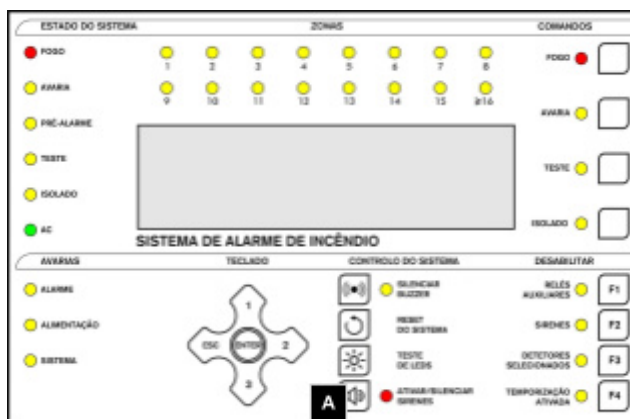 ESTADO DO SISTEMA
ZONAS
COMANDOS
FOGO
AVARIA
PRÉ-ALARME
TESTE
ISOLADO
AC
1 2 3 4 5 6 7 8
9 10 11 12 13 14 15 ≥16
FOGO
AVARIA
TESTE
ISOLADO
SISTEMA DE ALARME DE INCÊNDIO
AVARIAS
TECLADO
CONTROLO DO SISTEMA
DESABILITAR
ALARME
ALIMENTAÇÃO
SISTEMA
1
ESC ENTER 2
3
SILENCIAR
BUZZER
RESET
DO SISTEMA
TESTE
DE LEDS
A
ATIVAR/SILENCIAR
SIRENES
RELÉS
AUXILIARES
F1
SIRENES
F2
DETETORES
SELECIONADOS
F3
TEMPORIZAÇÃO
ATIVADA
F4